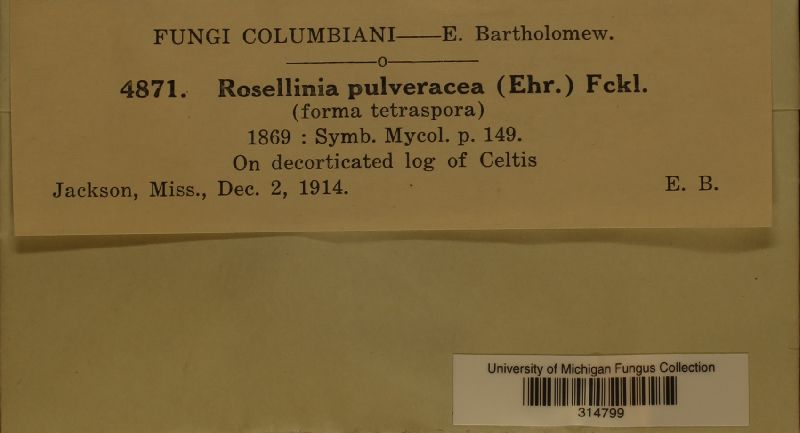 FUNGI COLUMBIANI——E. Bartholomew.
4871. Rosellinia pulveracea (Ehr.) Fckl.
(forma tetraspora)
1869 : Symb. Mycol. p. 149.
On decorticated log of Celtis
Jackson, Miss., Dec. 2, 1914. E. B.
University of Michigan Fungus Collection
314799